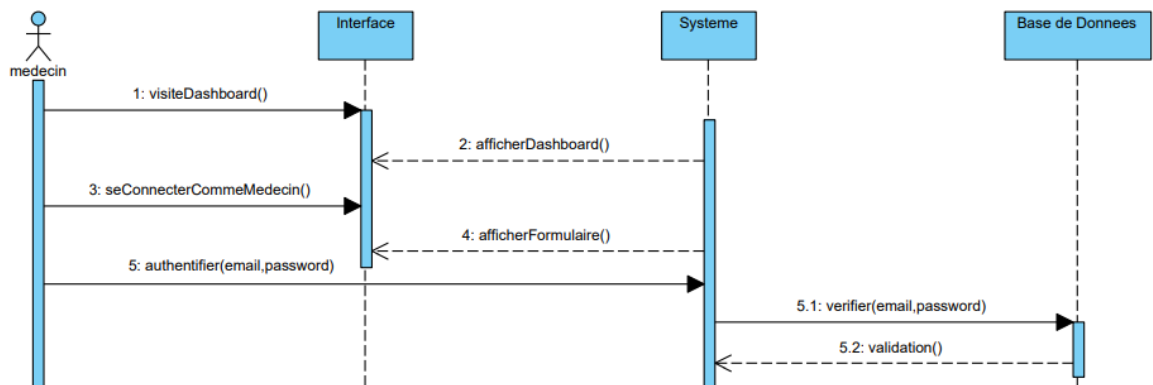 Interface
Systeme
Base de Donnees
medecin
1: visiteDashboard()
2: afficherDashboard()
3: seConnecterCommeMedecin()
4: afficherFormulaire()
5: authentifier(email,password)
5.1: verifier(email,password)
5.2: validation()